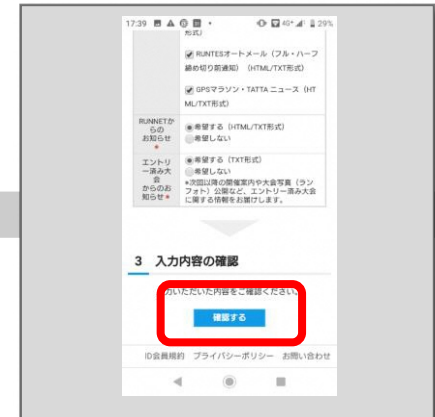 17:39 4G+ 29%
形式)
RUNTESオートメール(フル・ハーフ
締め切り前通知) (HTML/TXT形式)
GPSマラソン・TATTA ニュース (HT
ML/TXT形式)
RUNNETか
らの
お知らせ
*
希望する (HTML/TXT形式)
希望しない
エントリ
ー済み大
会
からのお
知らせ*
希望する (TXT形式)
希望しない
*次回以降の開催案内や大会写真(ラン
フォト)公開など、エントリー済み大会
に関する情報をお届けします。
3 入力内容の確認
力いただいた内容をご確認ください。
確認する
ID会員規約 プライバシーポリシー お問い合わせ